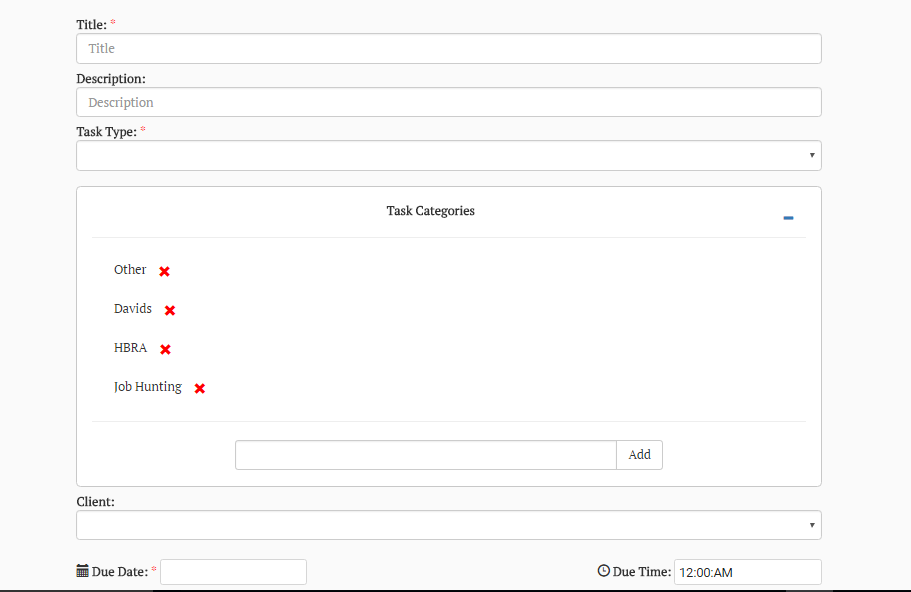 Title: *
Title
Description:
Description
Task Type: *
Task Categories
Other
Davids
HBRA
Job Hunting
Add
Client:
Due Date: * Due Time: 12:00:AM